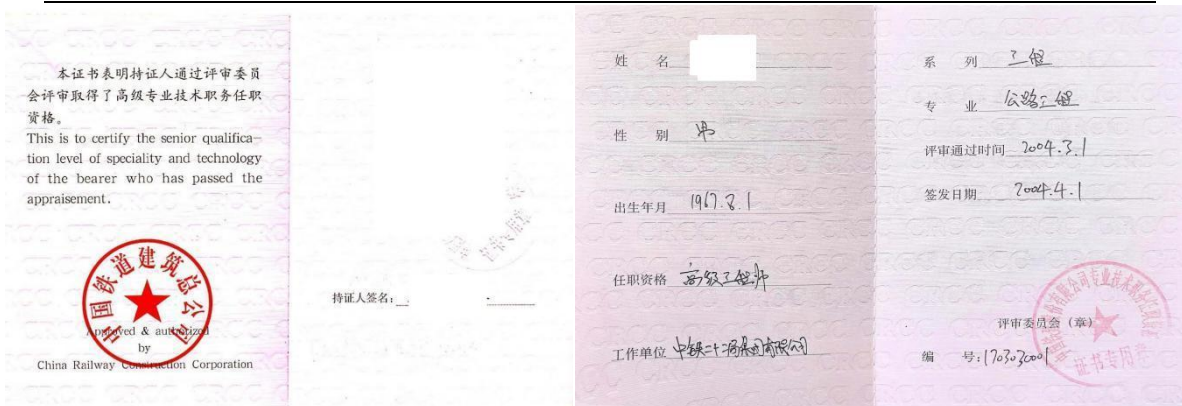 本证书表明持证人通过评审委员
会评审取得了高级专业技术职务任职
资格。
This is to certify the senior qualifica-
tion level of speciality and technology
of the bearer who has passed the
appraisement.
中国铁道建筑总公司
Approved & authorized
by
China Railway Construction Corporation
持证人签名：
姓 名
性 别 男
出生年月 1967.8.1
任职资格 高级工程师
工作单位 中铁二十局集团有限公司
系 列 工程
专 业 公路工程
评审通过时间 2004.3.1
签发日期 2004.4.1
评审委员会（章）
证书专用章
编 号：1703030001